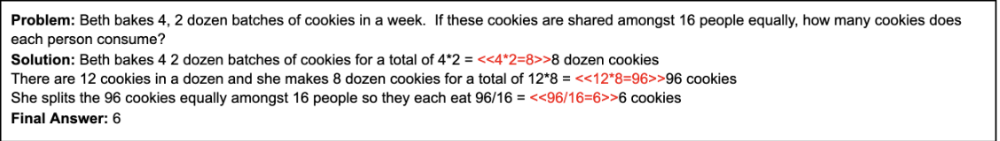 Problem: Beth bakes 4, 2 dozen batches of cookies in a week.  If these cookies are shared amongst 16 people equally, how many cookies does
each person consume?
Solution: Beth bakes 4 2 dozen batches of cookies for a total of 4*2 = <<4*2=8>>8 dozen cookies
There are 12 cookies in a dozen and she makes 8 dozen cookies for a total of 12*8 = <<12*8=96>>96 cookies
She splits the 96 cookies equally amongst 16 people so they each eat 96/16 = <<96/16=6>>6 cookies
Final Answer: 6